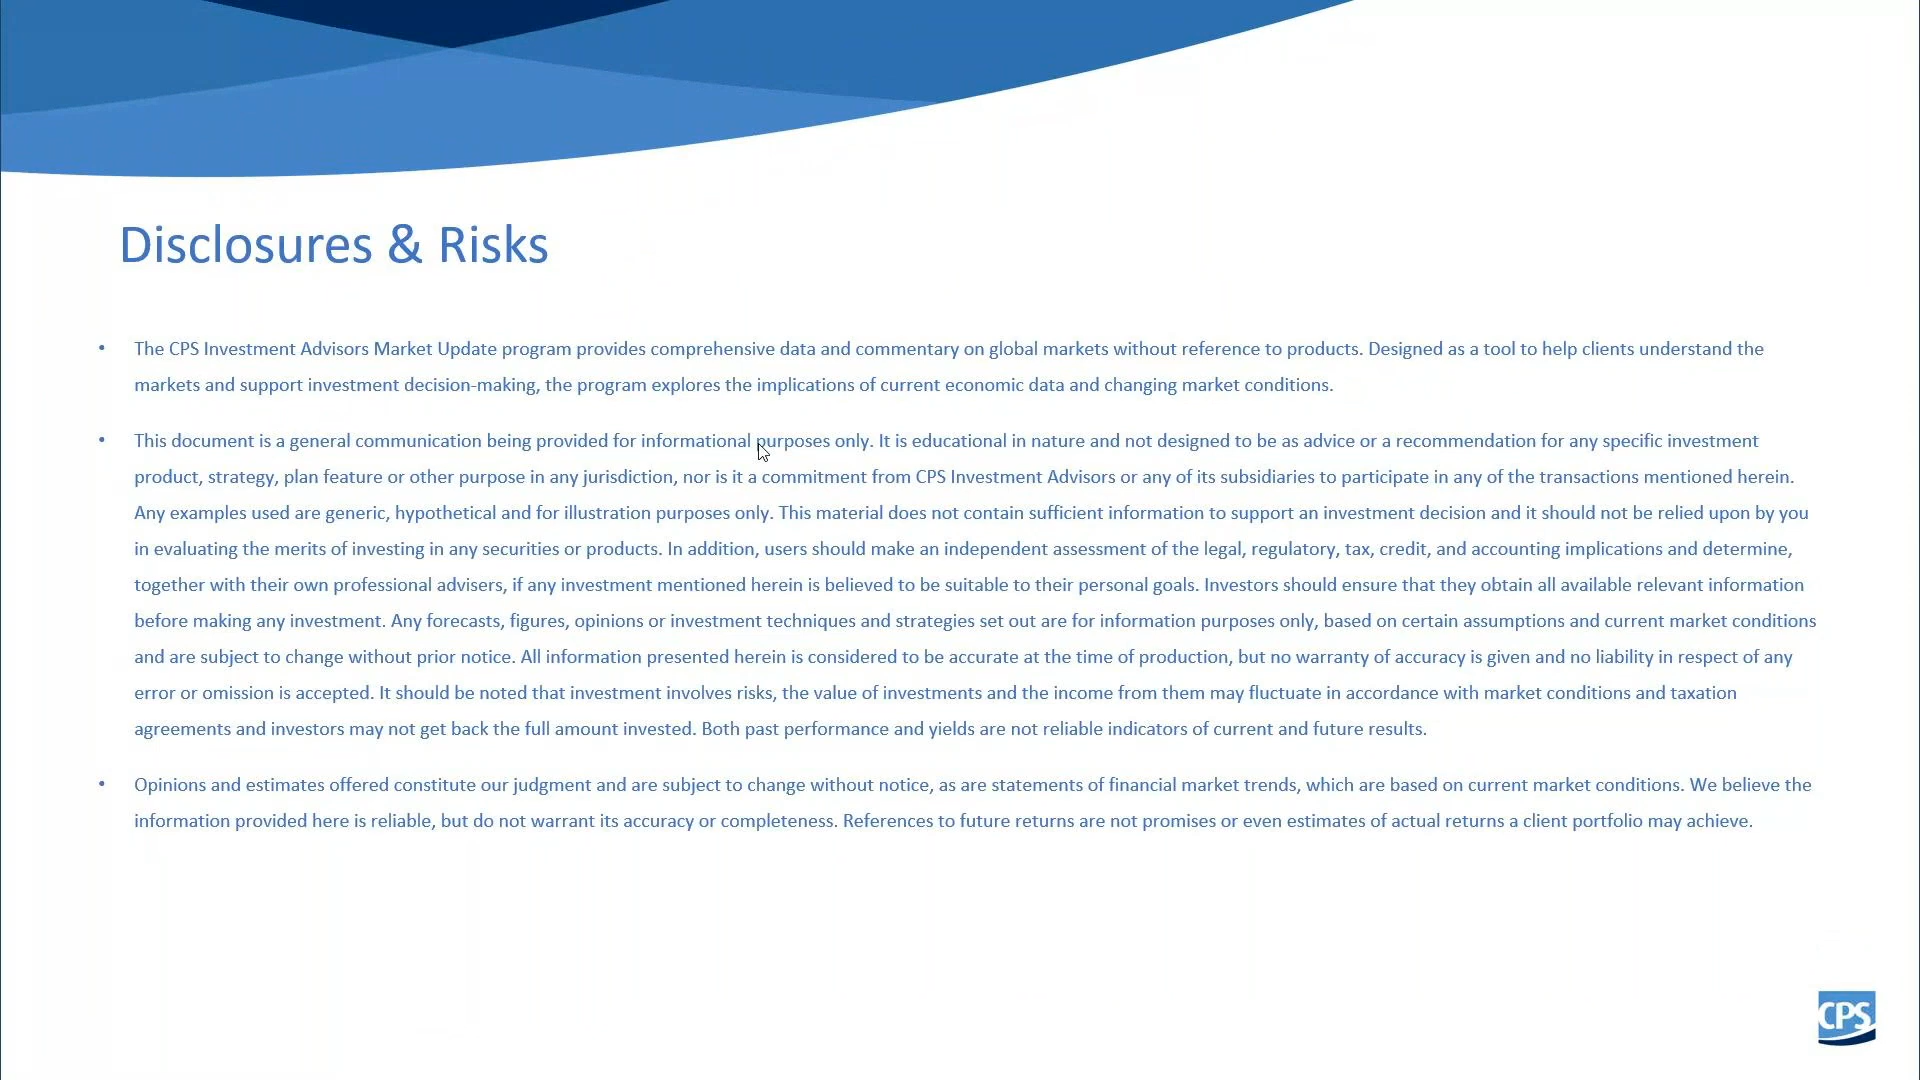 Disclosures & Risks
• The CPS Investment Advisors Market Update program provides comprehensive data and commentary on global markets without reference to products. Designed as a tool to help clients understand the
markets and support investment decision-making, the program explores the implications of current economic data and changing market conditions.
• This document is a general communication being provided for informational purposes only. It is educational in nature and not designed to be as advice or a recommendation for any specific investment
product, strategy, plan feature or other purpose in any jurisdiction, nor is it a commitment from CPS Investment Advisors or any of its subsidiaries to participate in any of the transactions mentioned herein.
Any examples used are generic, hypothetical and for illustration purposes only. This material does not contain sufficient information to support an investment decision and it should not be relied upon by you
in evaluating the merits of investing in any securities or products. In addition, users should make an independent assessment of the legal, regulatory, tax, credit, and accounting implications and determine,
together with their own professional advisers, if any investment mentioned herein is believed to be suitable to their personal goals. Investors should ensure that they obtain all available relevant information
before making any investment. Any forecasts, figures, opinions or investment techniques and strategies set out are for information purposes only, based on certain assumptions and current market conditions
and are subject to change without prior notice. All information presented herein is considered to be accurate at the time of production, but no warranty of accuracy is given and no liability in respect of any
error or omission is accepted. It should be noted that investment involves risks, the value of investments and the income from them may fluctuate in accordance with market conditions and taxation
agreements and investors may not get back the full amount invested. Both past performance and yields are not reliable indicators of current and future results.
• Opinions and estimates offered constitute our judgment and are subject to change without notice, as are statements of financial market trends, which are based on current market conditions. We believe the
information provided here is reliable, but do not warrant its accuracy or completeness. References to future returns are not promises or even estimates of actual returns a client portfolio may achieve.
CPS